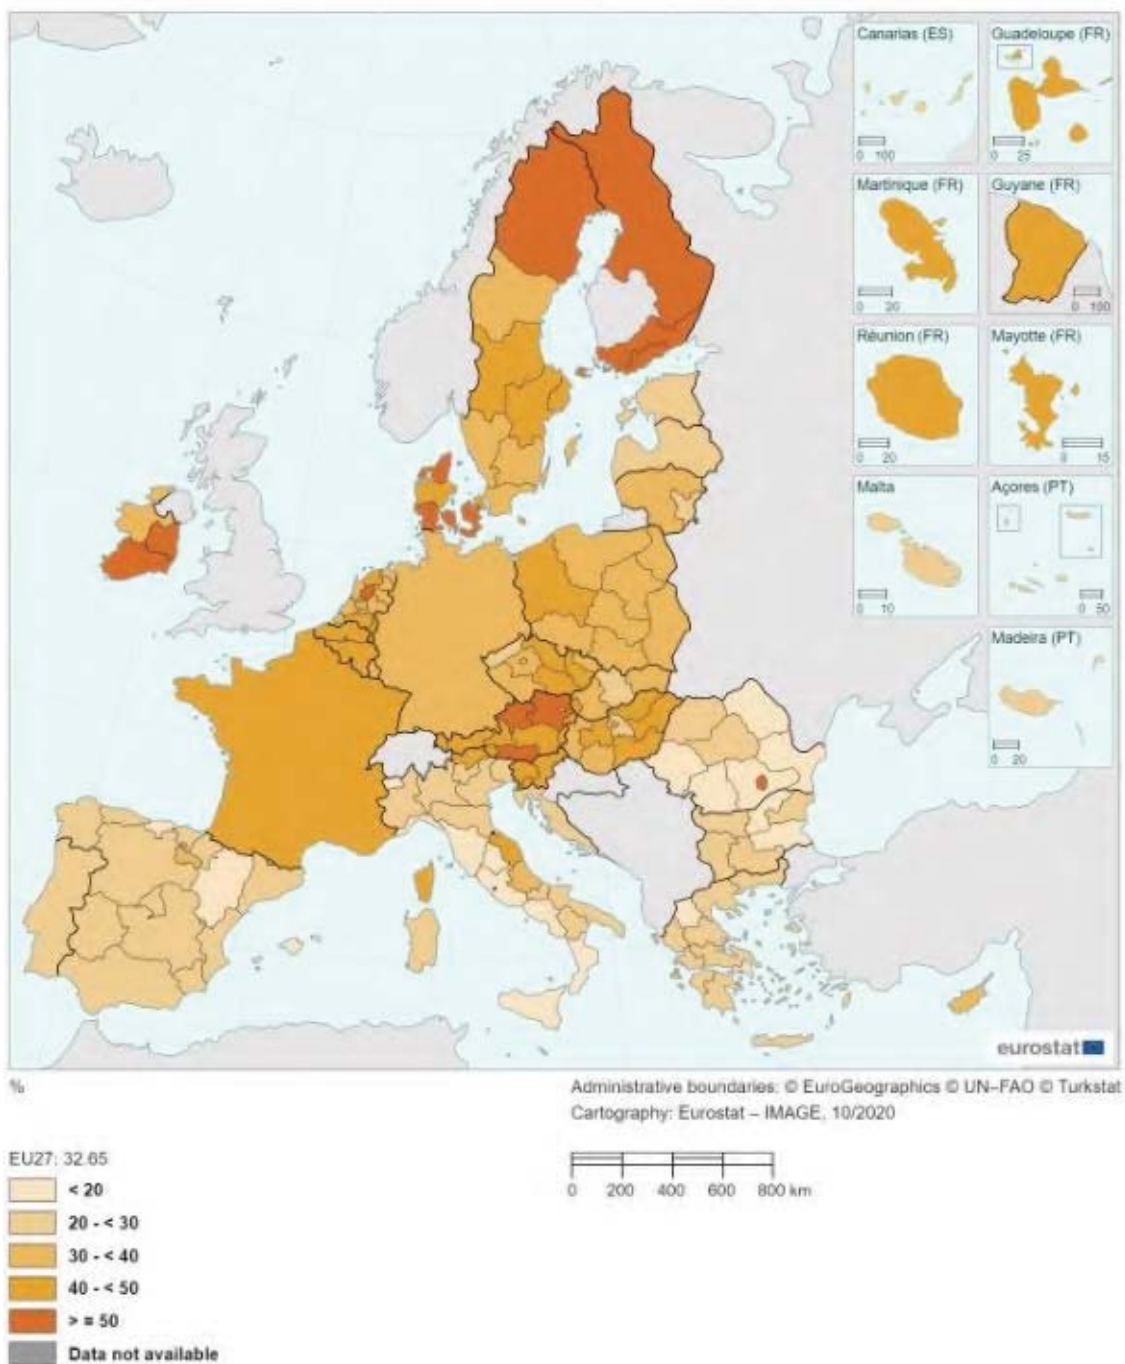 Canarias (ES)
0 100
Guadeloupe (FR)
0 25
Martinique (FR)
0 20
Guyane (FR)
0 100
Réunion (FR)
0 20
Mayotte (FR)
0 15
Malta
0 10
Açores (PT)
0 50
Madeira (PT)
0 20
eurostat
%
Administrative boundaries: © EuroGeographics © UN–FAO © Turkstat
Cartography: Eurostat – IMAGE, 10/2020
EU27: 32.65
0 200 400 600 800 km
< 20
20 - < 30
30 - < 40
40 - < 50
> = 50
Data not available